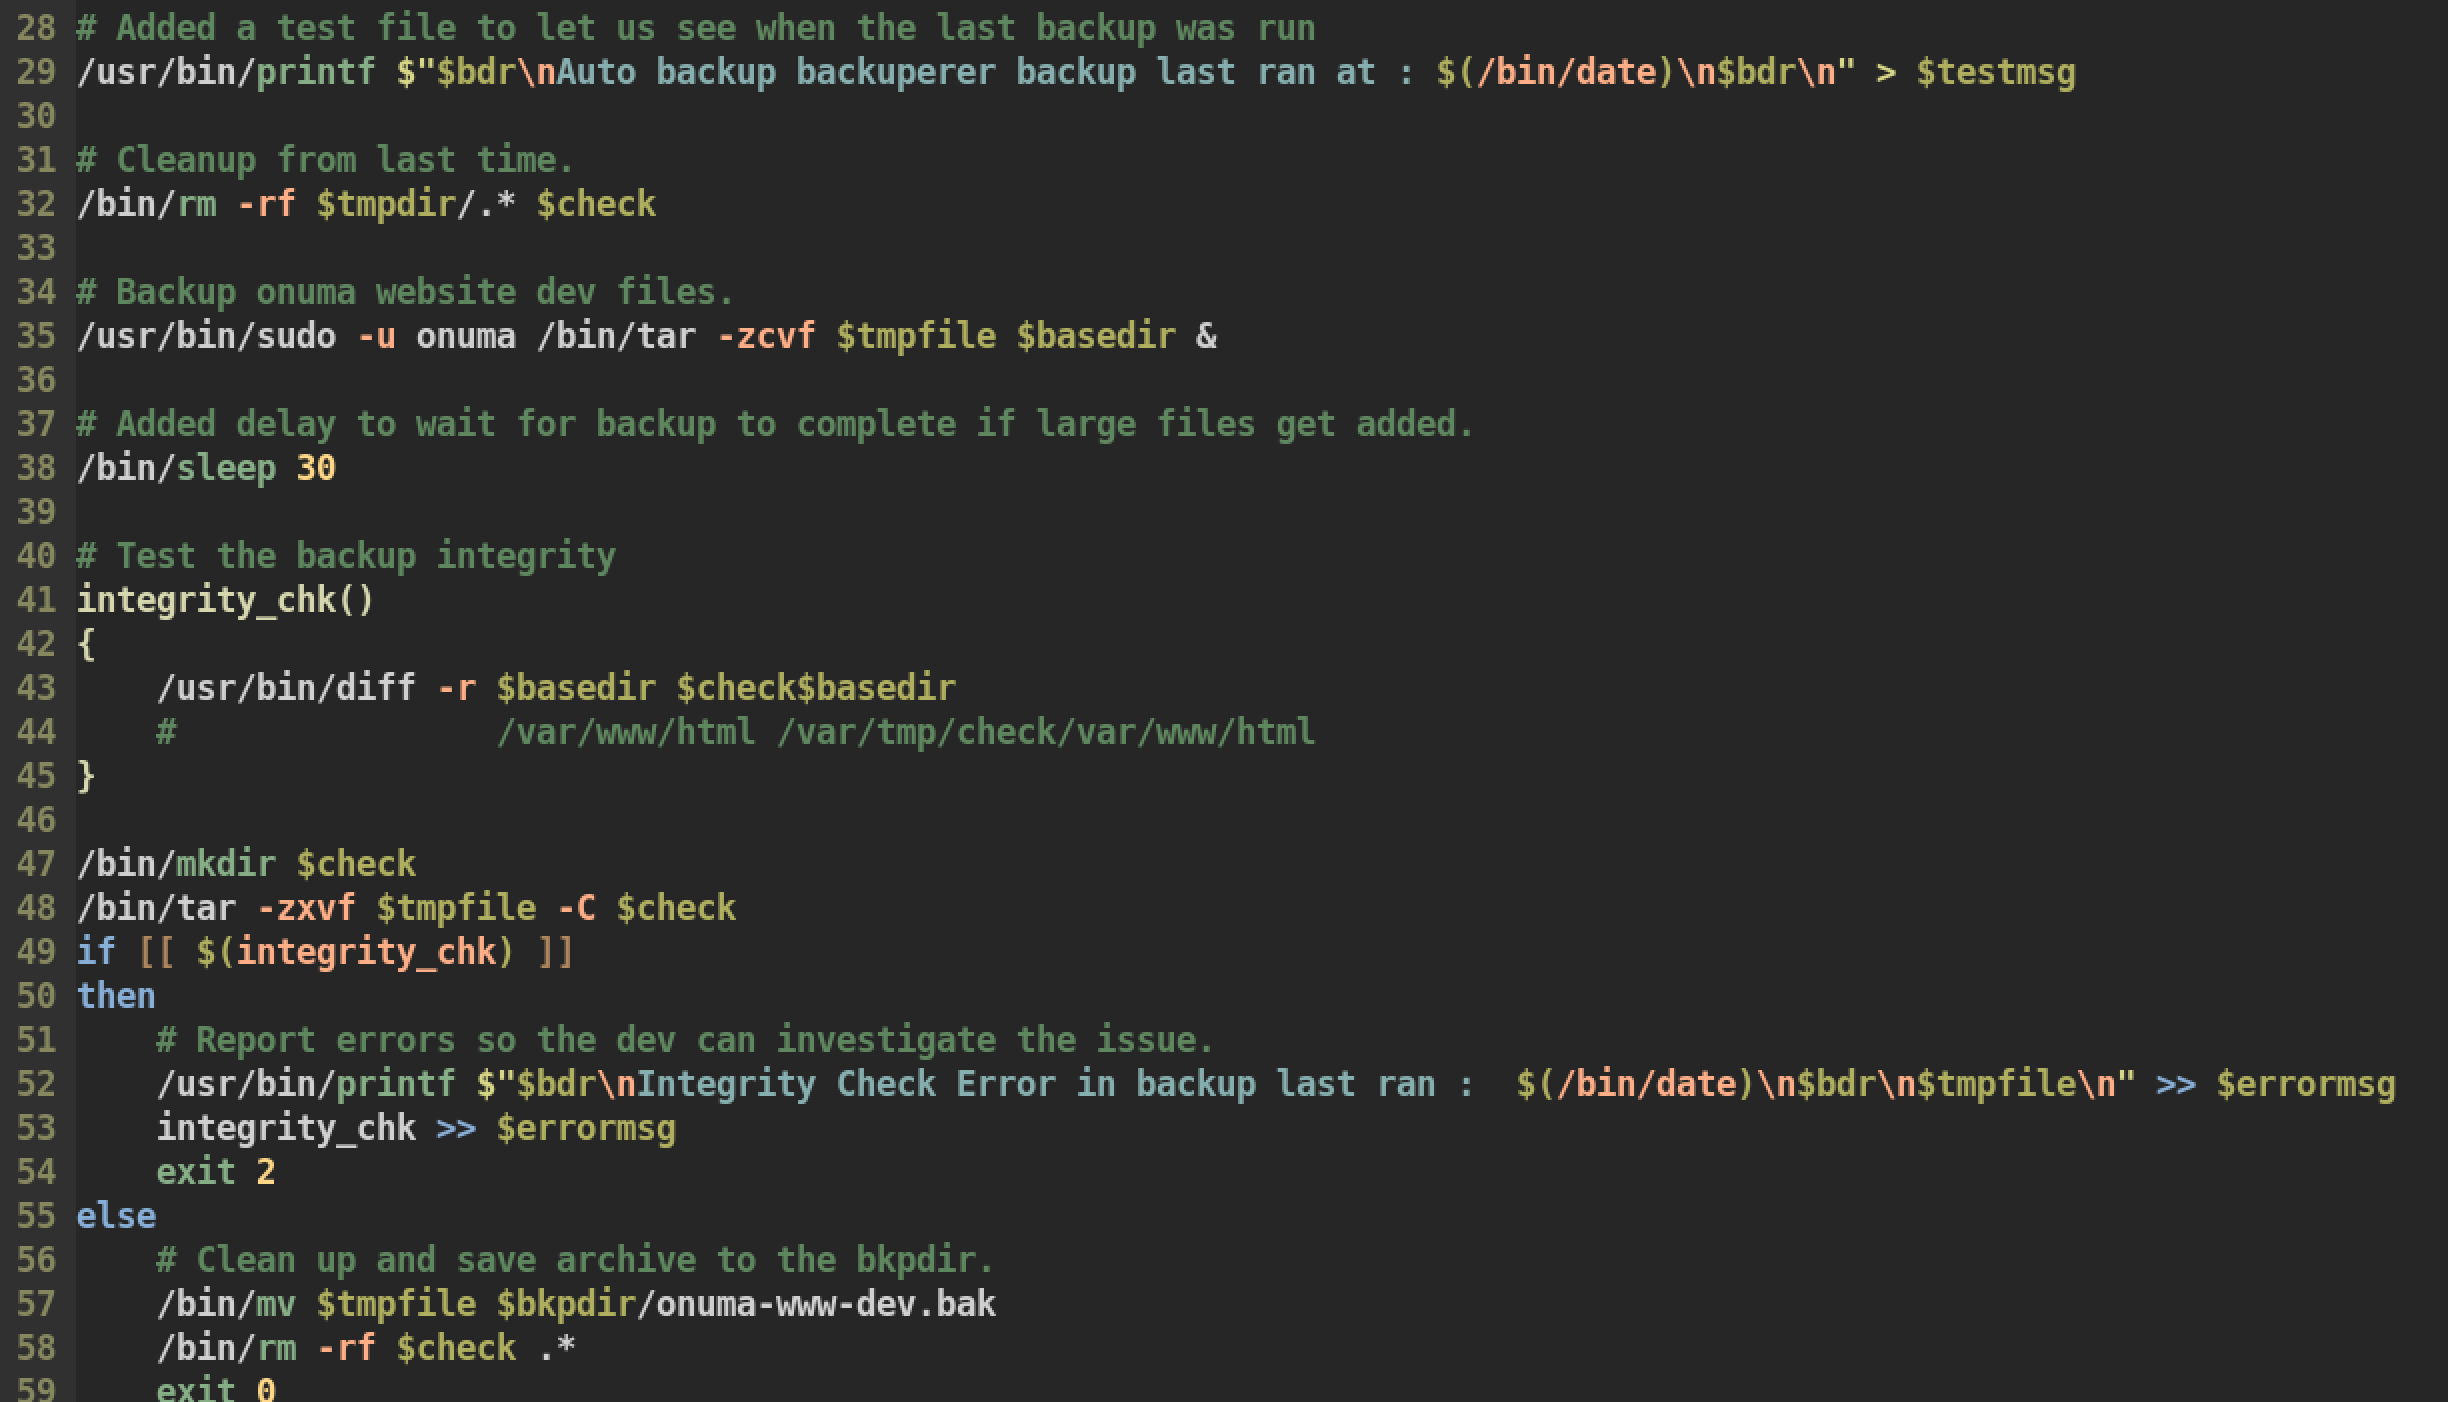 28 # Added a test file to let us see when the last backup was run
29 /usr/bin/printf $"$bdr\nAuto backup backuperer backup last ran at : $(/bin/date)\n$bdr\n" > $testmsg
30
31 # Cleanup from last time.
32 /bin/rm -rf $tmpdir/.* $check
33
34 # Backup onuma website dev files.
35 /usr/bin/sudo -u onuma /bin/tar -zcvf $tmpfile $basedir &
36
37 # Added delay to wait for backup to complete if large files get added.
38 /bin/sleep 30
39
40 # Test the backup integrity
41 integrity_chk()
42 {
43     /usr/bin/diff -r $basedir $check$basedir
44     #                /var/www/html /var/tmp/check/var/www/html
45 }
46
47 /bin/mkdir $check
48 /bin/tar -zxvf $tmpfile -C $check
49 if [[ $(integrity_chk) ]]
50 then
51     # Report errors so the dev can investigate the issue.
52     /usr/bin/printf $"$bdr\nIntegrity Check Error in backup last ran :  $(/bin/date)\n$bdr\n$tmpfile\n" >> $errormsg
53     integrity_chk >> $errormsg
54     exit 2
55 else
56     # Clean up and save archive to the bkpdir.
57     /bin/mv $tmpfile $bkpdir/onuma-www-dev.bak
58     /bin/rm -rf $check .*
59     exit 0